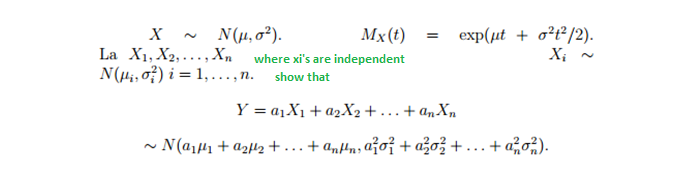 X ∼ N(μ, σ²). M_X(t) = exp(μt + σ²t²/2).
La X₁, X₂, . . . , Xₙ where xi's are independent Xᵢ ∼
N(μᵢ, σᵢ²) i = 1, . . . , n. show that
Y = a₁X₁ + a₂X₂ + . . . + aₙXₙ
∼ N(a₁μ₁ + a₂μ₂ + . . . + aₙμₙ, a₁²σ₁² + a₂²σ₂² + . . . + aₙ²σₙ²).